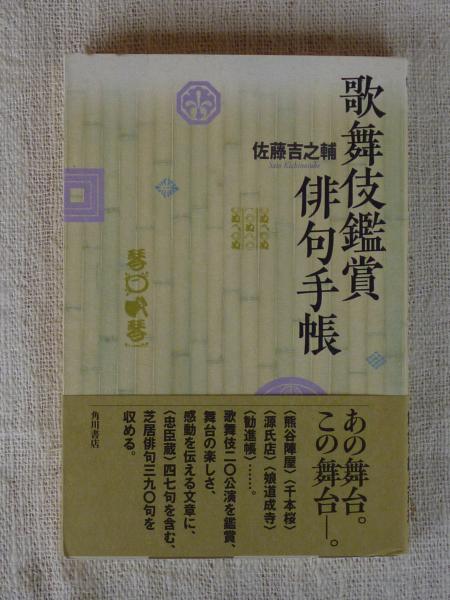 歌舞伎鑑賞
俳句手帳
佐藤吉之輔
Sato Kichinosuke
あの舞台。
この舞台―。
〈熊谷陣屋〉〈千本桜〉
〈源氏店〉〈娘道成寺〉
〈勧進帳〉……。
歌舞伎二〇公演を鑑賞、
舞台の楽しさ、
感動を伝える文章に、
〈忠臣蔵〉四七句を含む、
芝居俳句三九〇句を
収める。
角川書店